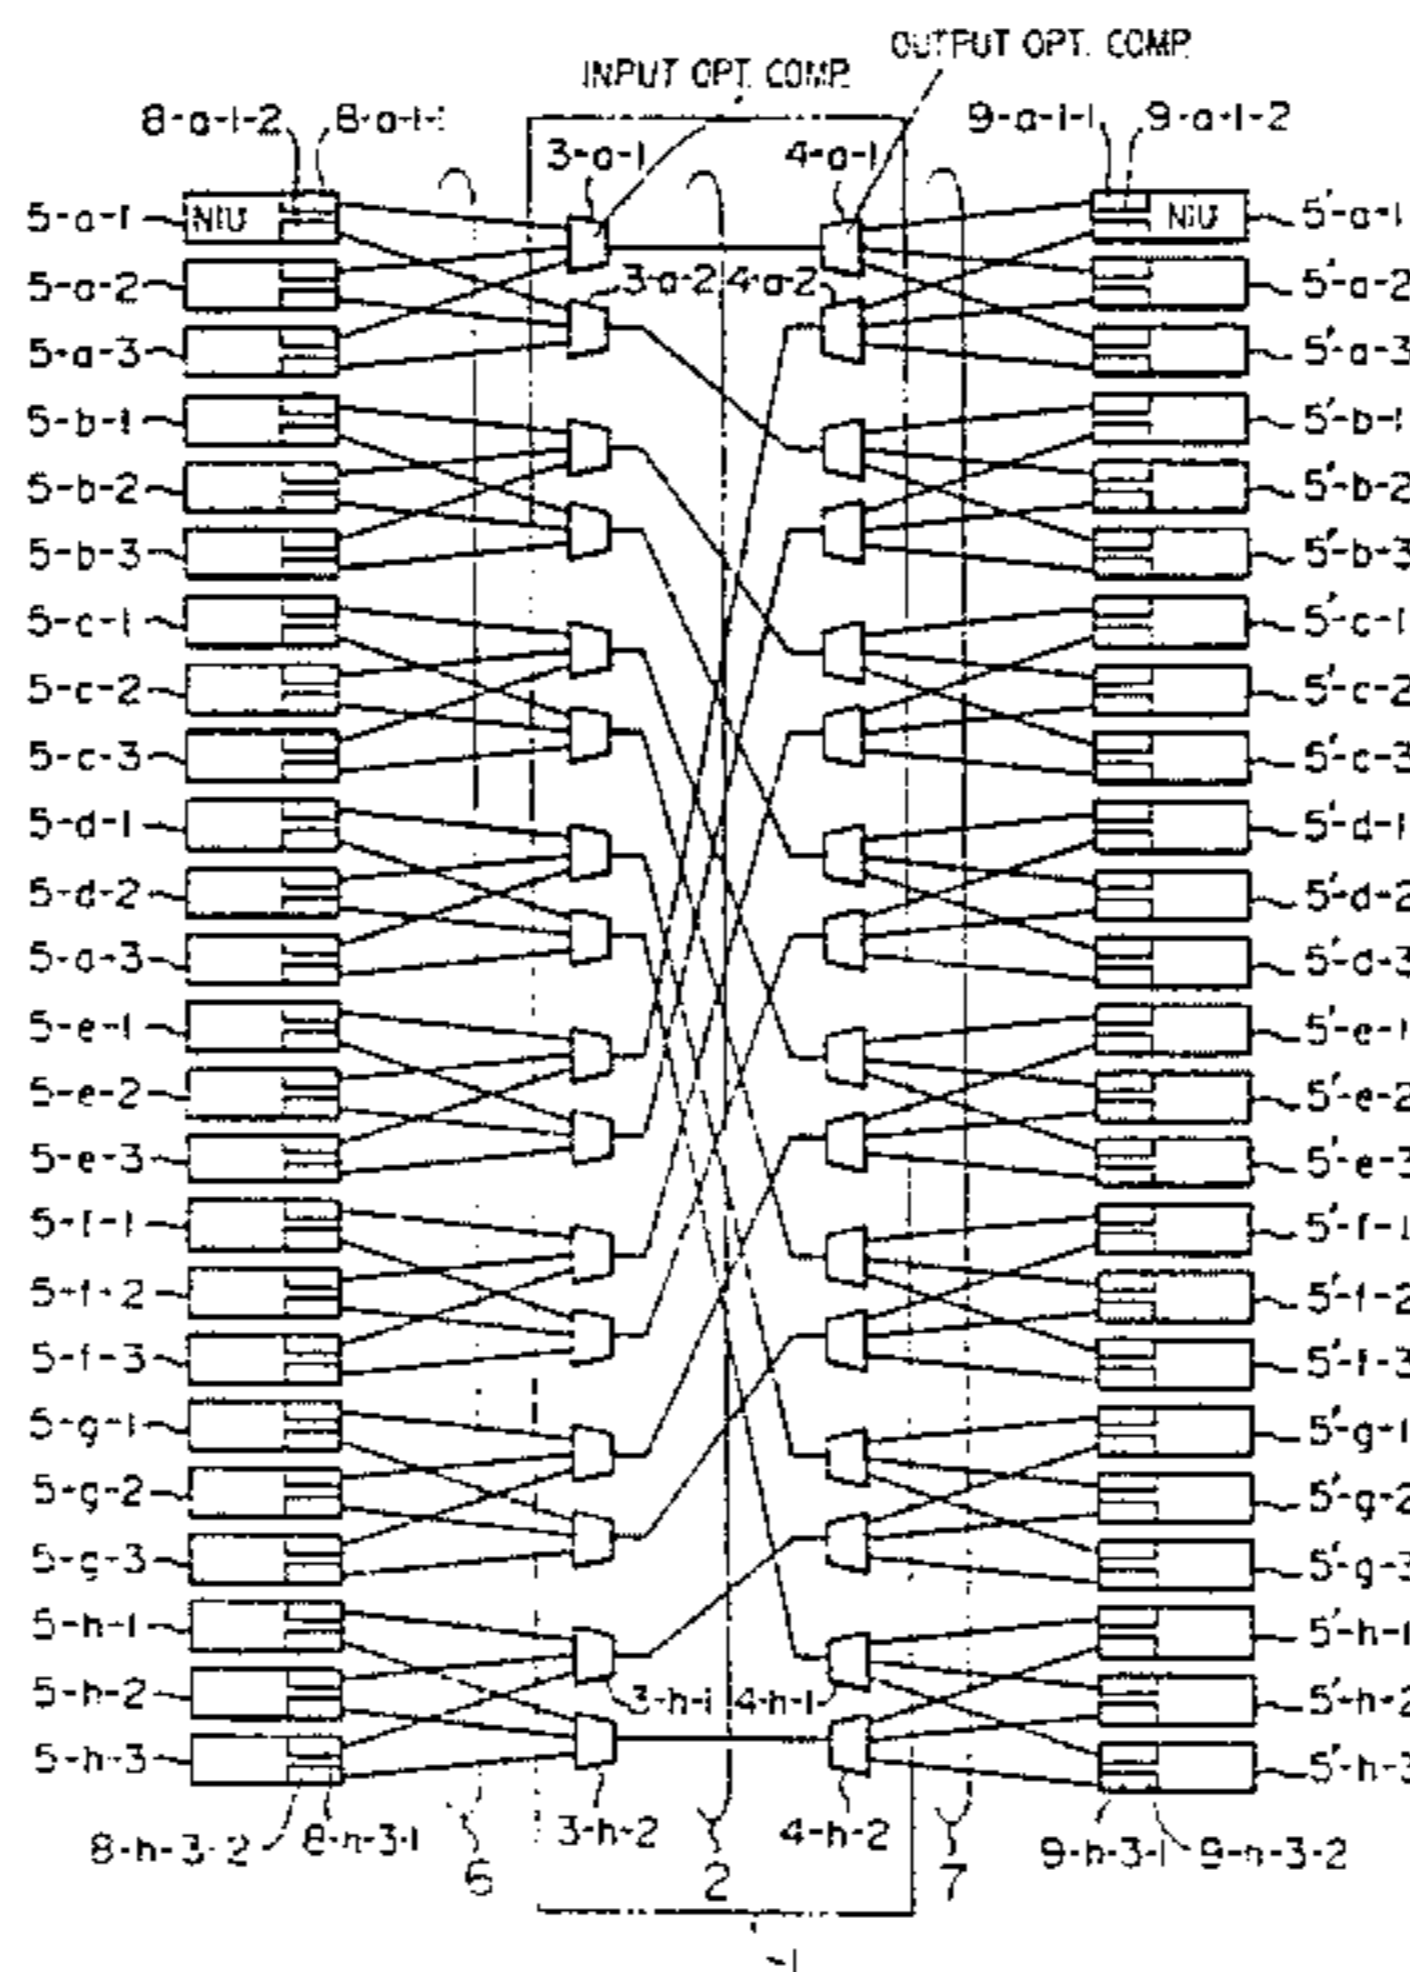 OUTPUT OPT. COMP.
INPUT OPT. COMP.
8-a-1-2 8-a-1-1 9-a-1-1 9-a-1-2
3-a-1 4-a-1
5-a-1 NIU NIU 5'-a-1
5-a-2 3-a-2 4-a-2 5'-a-2
5-a-3 5'-a-3
5-b-1 5'-b-1
5-b-2 5'-b-2
5-b-3 5'-b-3
5-c-1 5'-c-1
5-c-2 5'-c-2
5-c-3 5'-c-3
5-d-1 5'-d-1
5-d-2 5'-d-2
5-d-3 5'-d-3
5-e-1 5'-e-1
5-e-2 5'-e-2
5-e-3 5'-e-3
5-f-1 5'-f-1
5-f-2 5'-f-2
5-f-3 5'-f-3
5-g-1 5'-g-1
5-g-2 5'-g-2
5-g-3 5'-g-3
5-h-1 5'-h-1
5-h-2 3-h-1 4-h-1 5'-h-2
5-h-3 5'-h-3
8-h-3-2 8-h-3-1 3-h-2 4-h-2 9-h-3-1 9-h-3-2
6 2 7
1